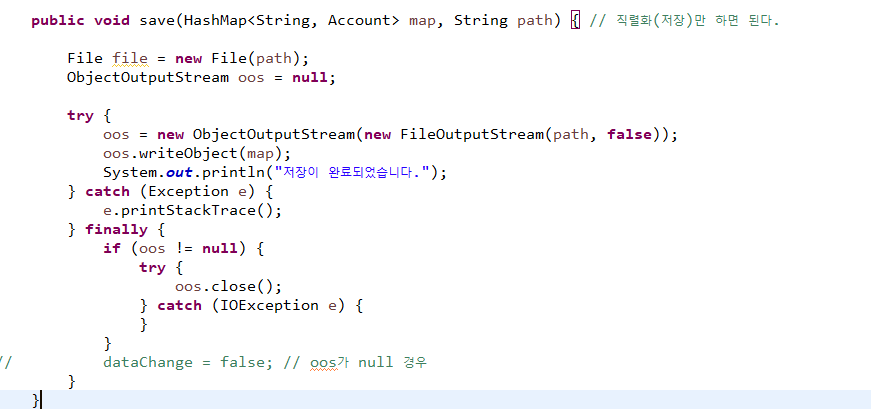 public void save(HashMap<String, Account> map, String path) { // 직렬화(저장)만 하면 된다.
File file = new File(path);
ObjectOutputStream oos = null;
try {
oos = new ObjectOutputStream(new FileOutputStream(path, false));
oos.writeObject(map);
System.out.println("저장이 완료되었습니다.");
} catch (Exception e) {
e.printStackTrace();
} finally {
if (oos != null) {
try {
oos.close();
} catch (IOException e) {
}
}
// dataChange = false; // oos가 null 경우
}
}